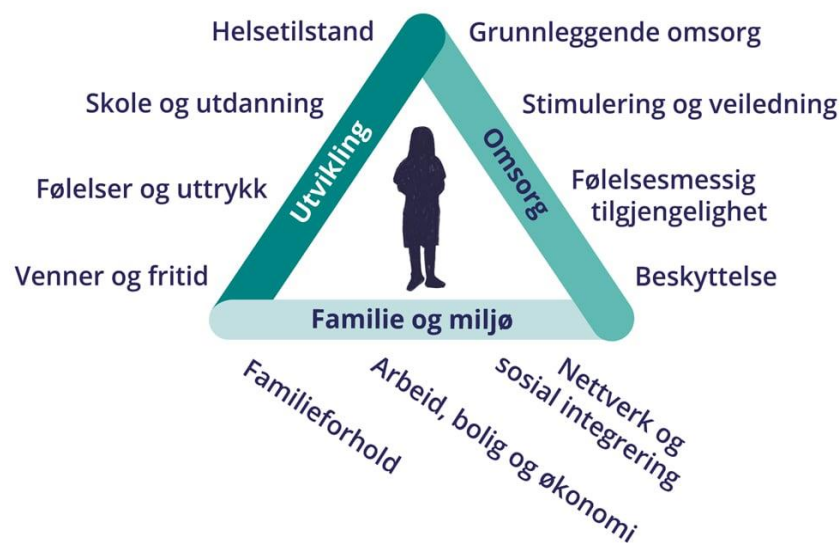 Helsetilstand
Skole og utdanning
Følelser og uttrykk
Venner og fritid
Utvikling
Omsorg
Grunnleggende omsorg
Stimulering og veiledning
Følelsesmessig
tilgjengelighet
Beskyttelse
Familie og miljø
Familieforhold
Arbeid, bolig og økonomi
Nettverk og
sosial integrering